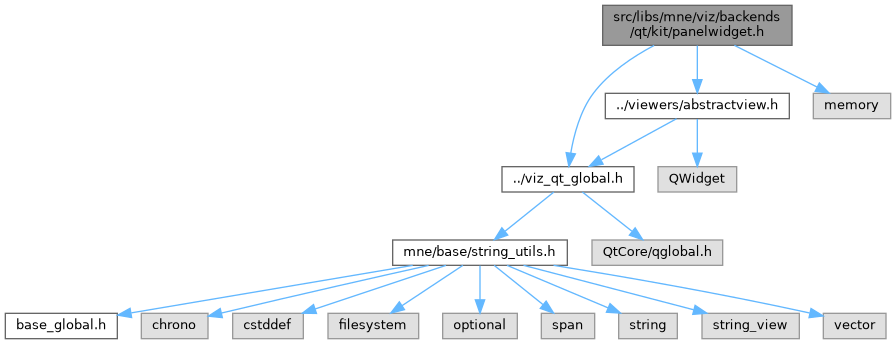 src/libs/mne/viz/backends
/qt/kit/panelwidget.h
../viewers/abstractview.h
memory
../viz_qt_global.h
QWidget
mne/base/string_utils.h
QtCore/qglobal.h
base_global.h
chrono
cstddef
filesystem
optional
span
string
string_view
vector